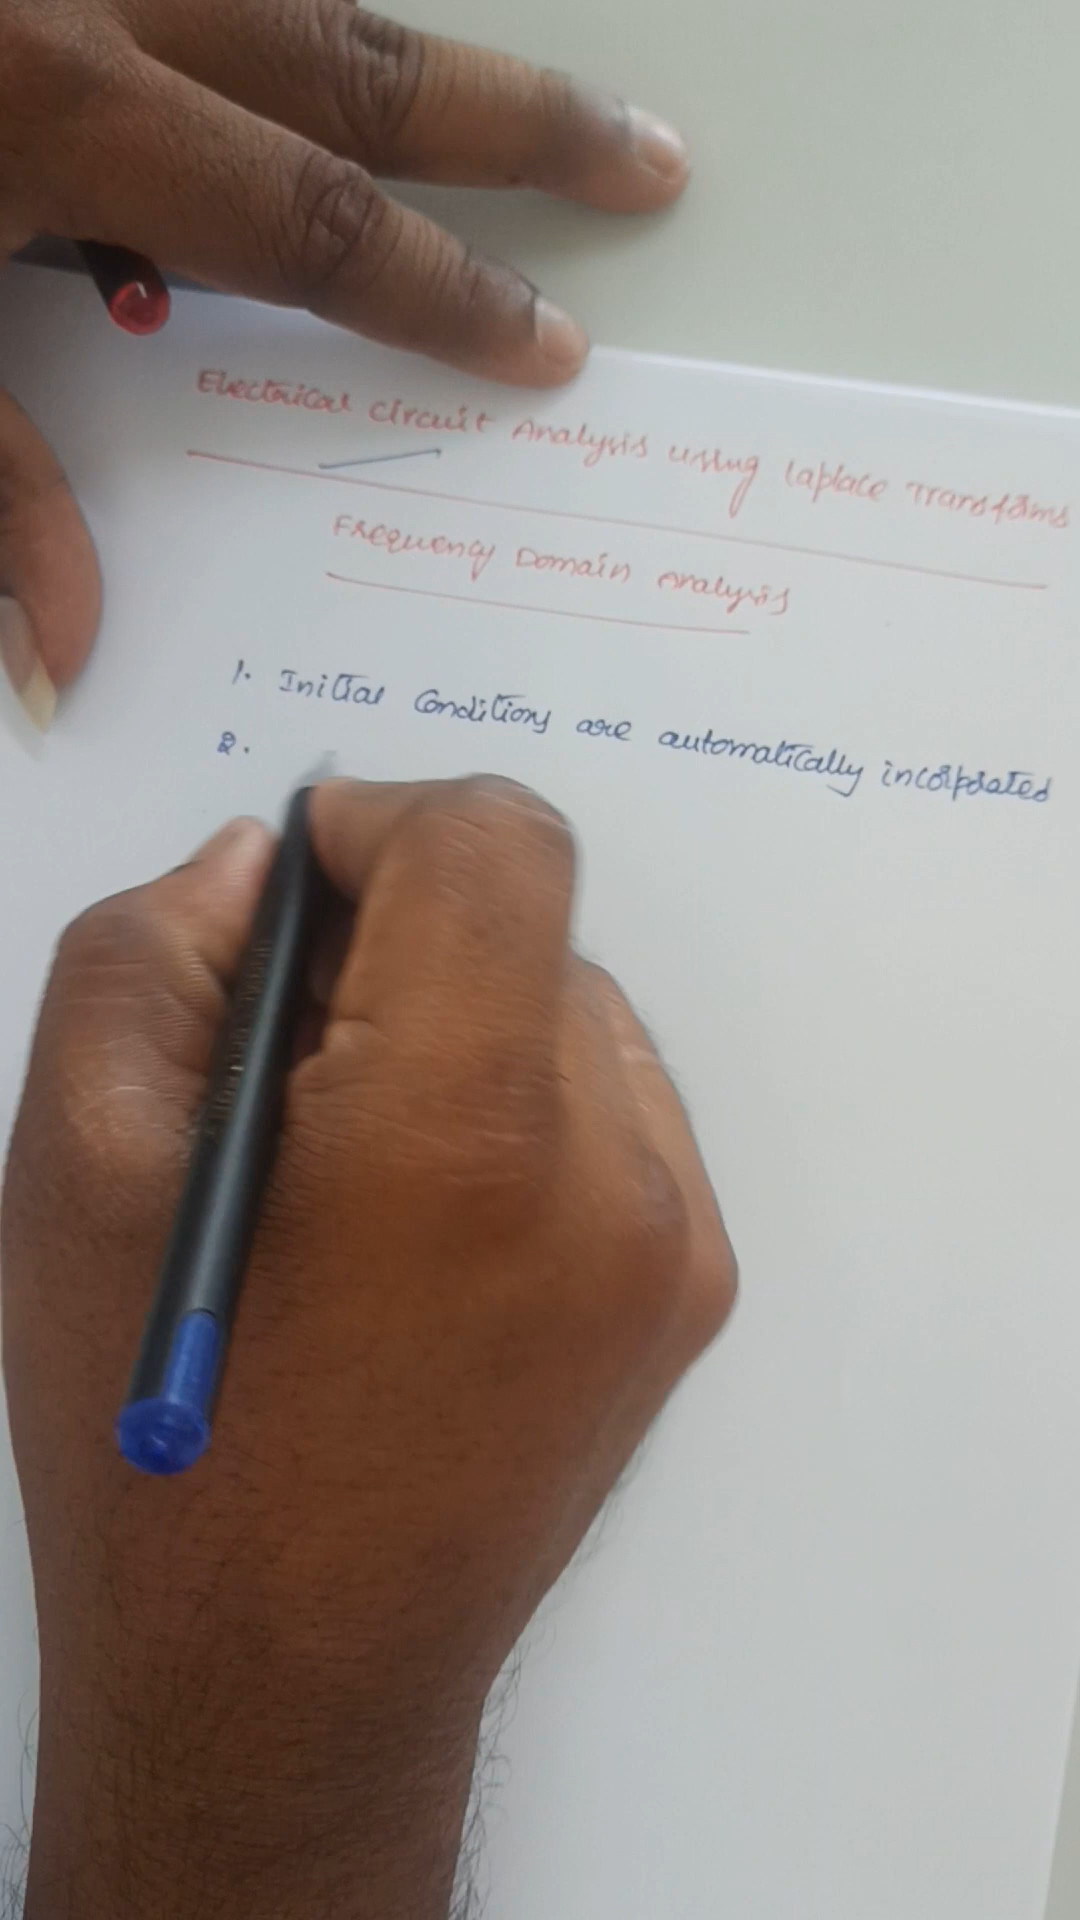 Electrical Circuit Analysis using Laplace Transforms
Frequency Domain Analysis
1. Initial Conditions are automatically incorporated
2.